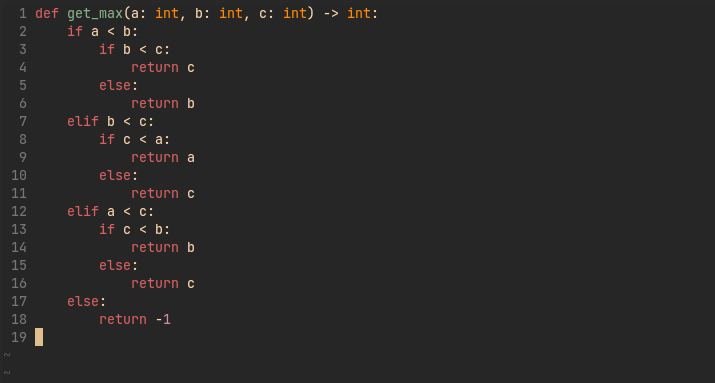 1 def get_max(a: int, b: int, c: int) -> int:
2     if a < b:
3         if b < c:
4             return c
5         else:
6             return b
7     elif b < c:
8         if c < a:
9             return a
10         else:
11             return c
12     elif a < c:
13         if c < b:
14             return b
15         else:
16             return c
17     else:
18         return -1
19
~
~